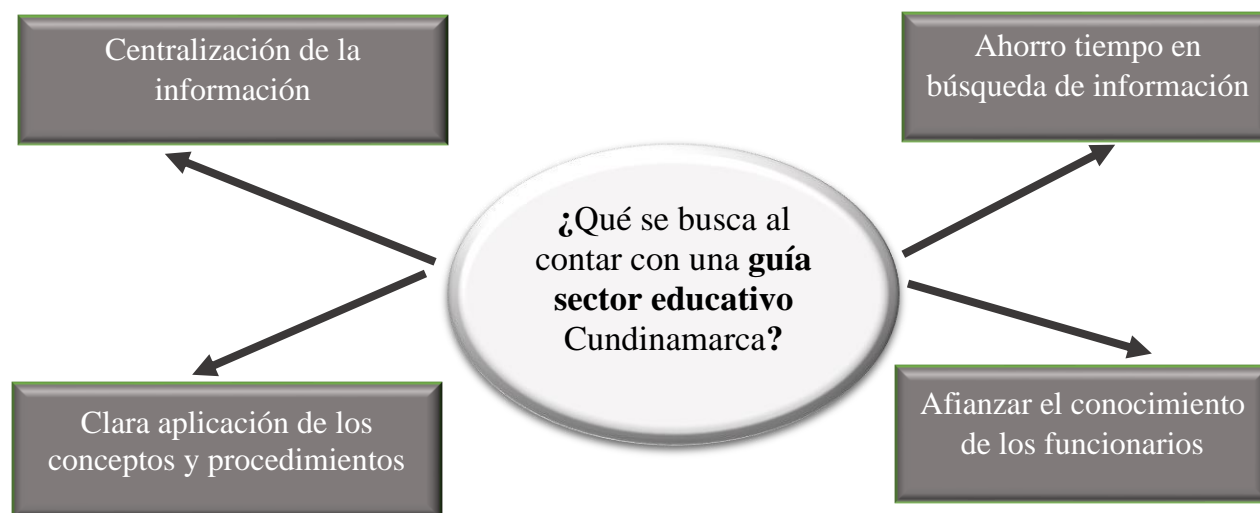 Centralización de la
información
Ahorro tiempo en
búsqueda de información
¿Qué se busca al
contar con una guía
sector educativo
Cundinamarca?
Clara aplicación de los
conceptos y procedimientos
Afianzar el conocimiento
de los funcionarios